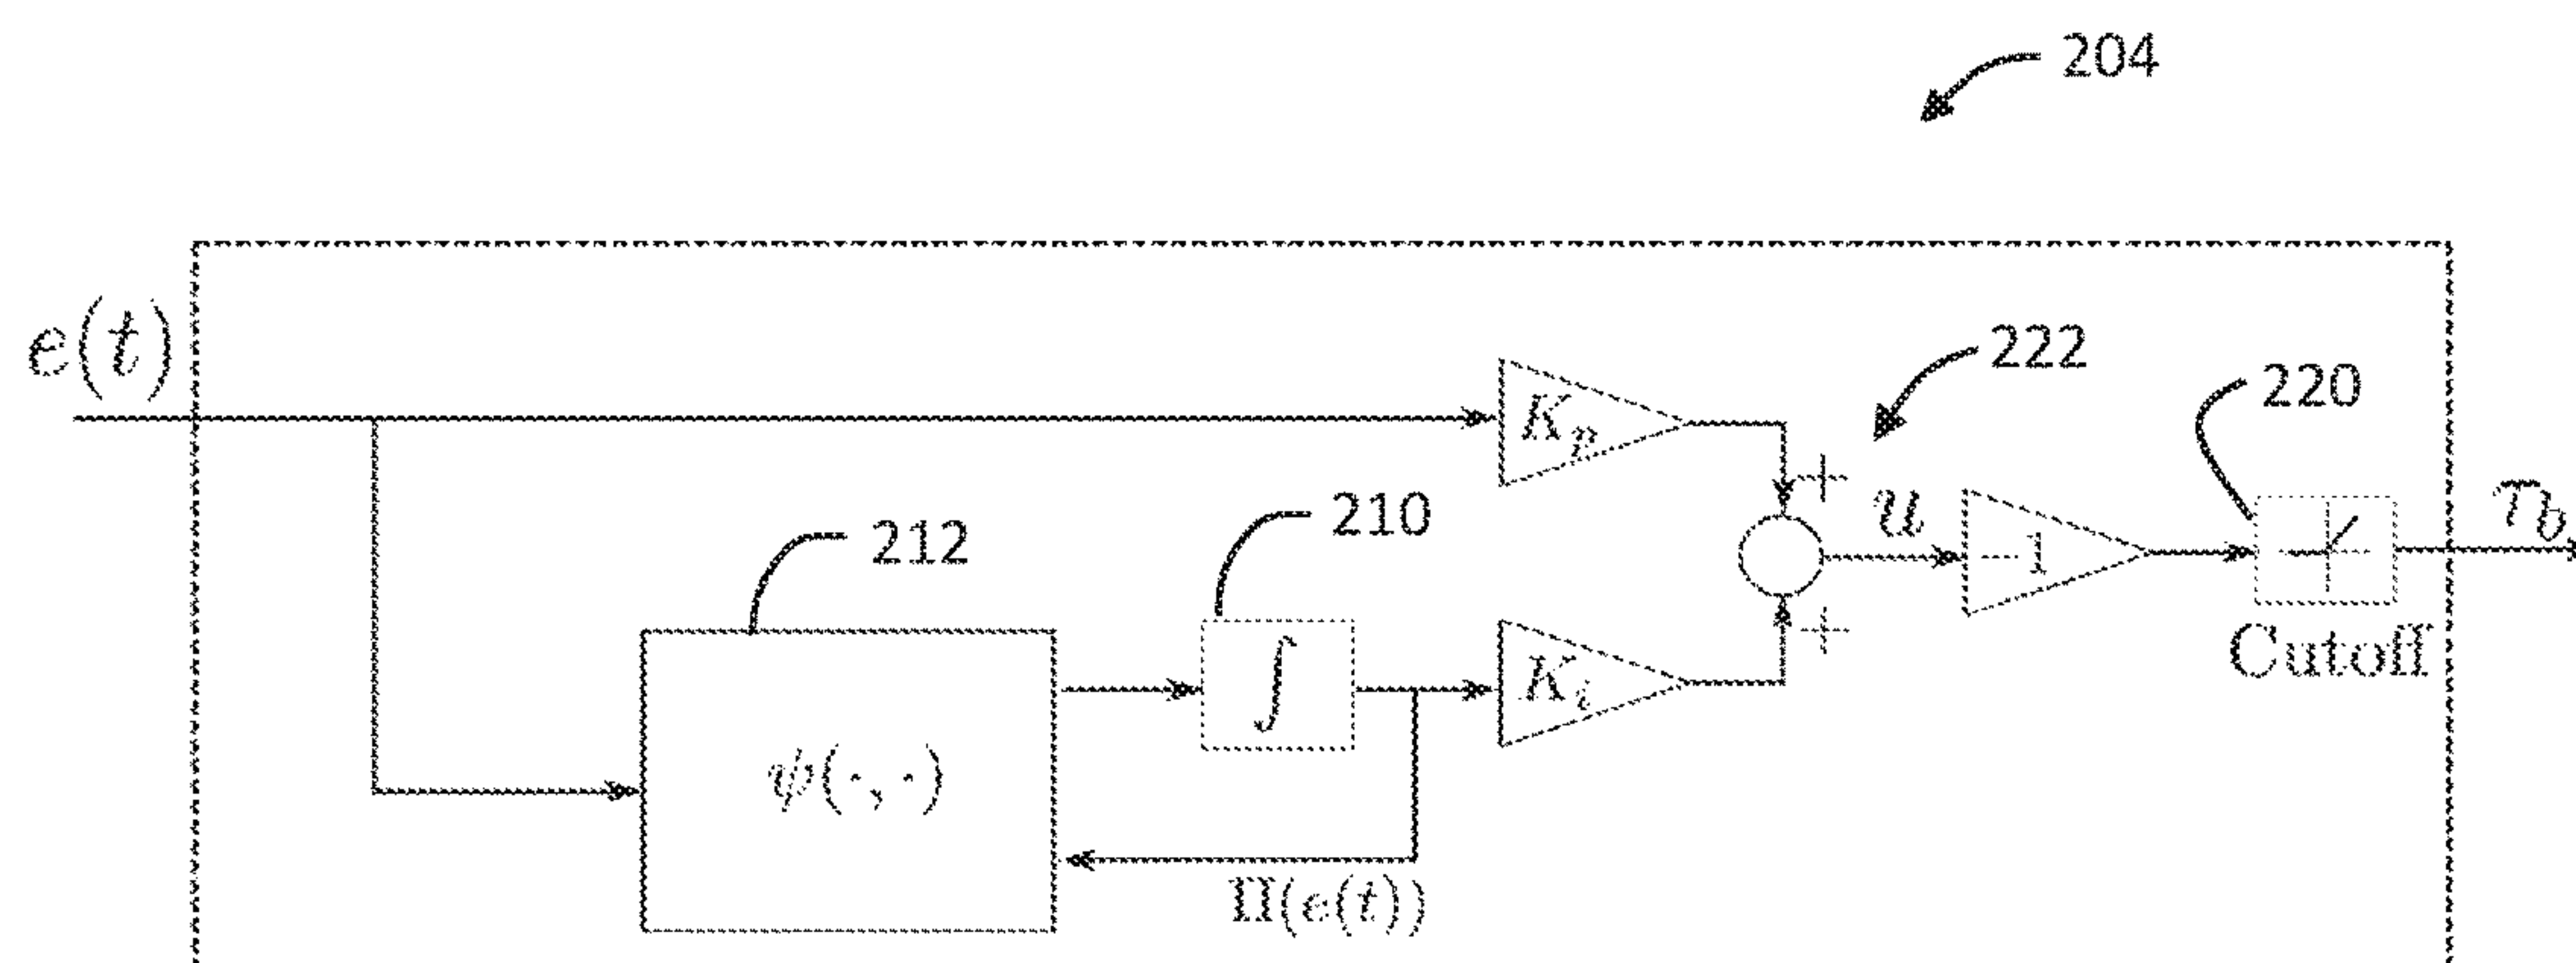 204
e(t)
222
220
K_p
+
u
-1
τ_b
210
212
Cutoff
+
∫
K_i
ψ(·,·)
Π(e(t))